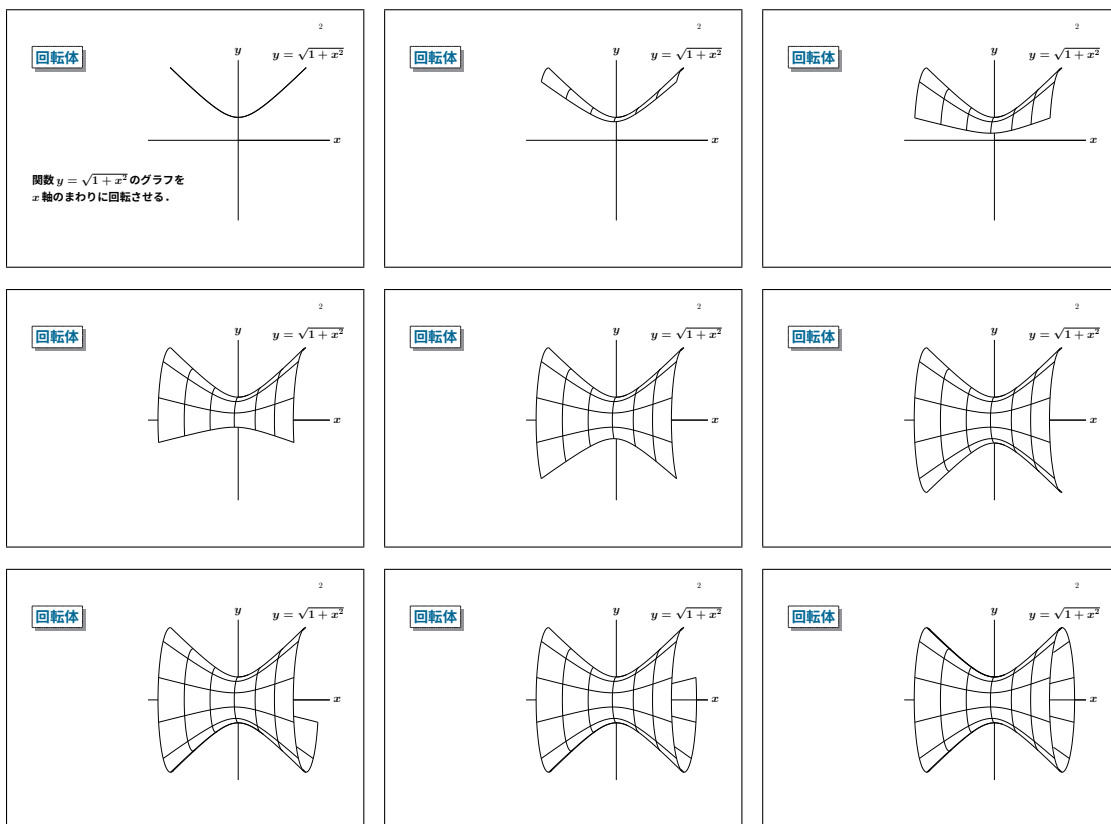 2
回転体
y
y = √1 + x²
x
関数 y = √1 + x² のグラフを
x 軸のまわりに回転させる．
2
回転体
y
y = √1 + x²
x
2
回転体
y
y = √1 + x²
x
2
回転体
y
y = √1 + x²
x
2
回転体
y
y = √1 + x²
x
2
回転体
y
y = √1 + x²
x
2
回転体
y
y = √1 + x²
x
2
回転体
y
y = √1 + x²
x
2
回転体
y
y = √1 + x²
x